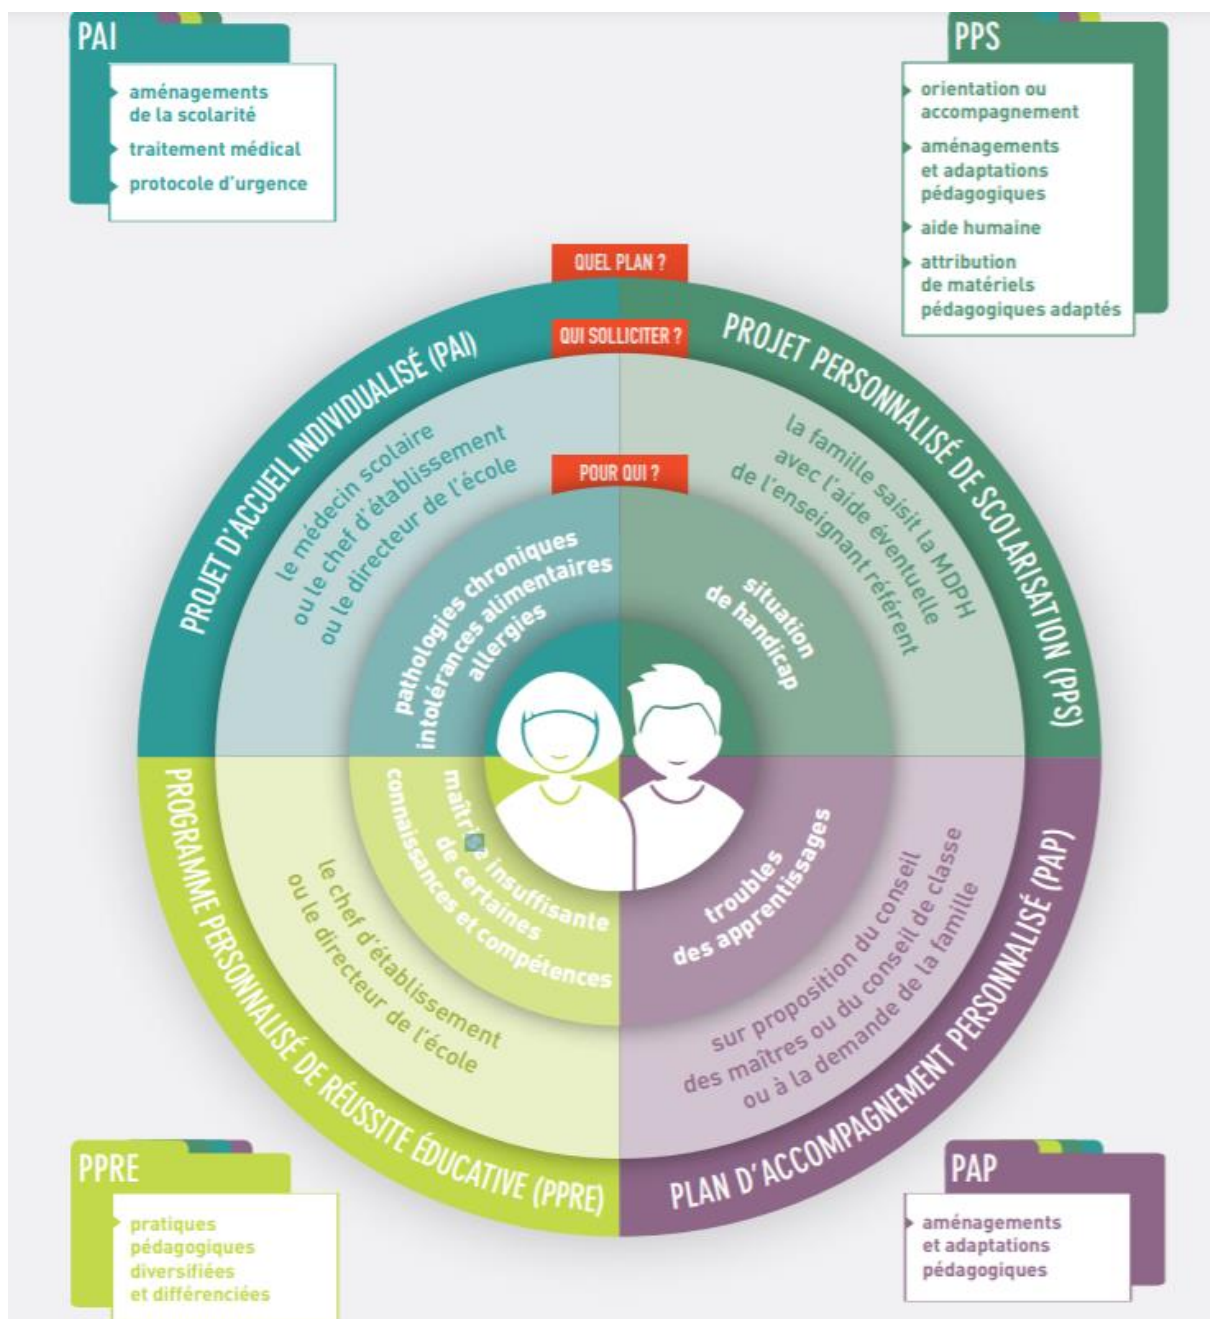 PAI
aménagements
de la scolarité
traitement médical
protocole d'urgence
PPS
orientation ou
accompagnement
aménagements
et adaptations
pédagogiques
aide humaine
attribution
de matériels
pédagogiques adaptés
QUEL PLAN ?
QUI SOLLICITER ?
POUR QUI ?
PROJET D'ACCUEIL INDIVIDUALISÉ (PAI)
le médecin scolaire
ou le chef d'établissement
ou le directeur de l'école
pathologies chroniques
intolérances alimentaires
allergies
PROJET PERSONNALISÉ DE SCOLARISATION (PPS)
la famille saisit la MDPH
avec l'aide éventuelle
de l'enseignant référent
situation
de handicap
PROGRAMME PERSONNALISÉ DE RÉUSSITE ÉDUCATIVE (PPRE)
le chef d'établissement
ou le directeur de l'école
maîtrise insuffisante
de certaines
connaissances et compétences
PLAN D'ACCOMPAGNEMENT PERSONNALISÉ (PAP)
sur proposition du conseil
des maîtres ou du conseil de classe
ou à la demande de la famille
troubles
des apprentissages
PPRE
pratiques
pédagogiques
diversifiées
et différenciées
PAP
aménagements
et adaptations
pédagogiques